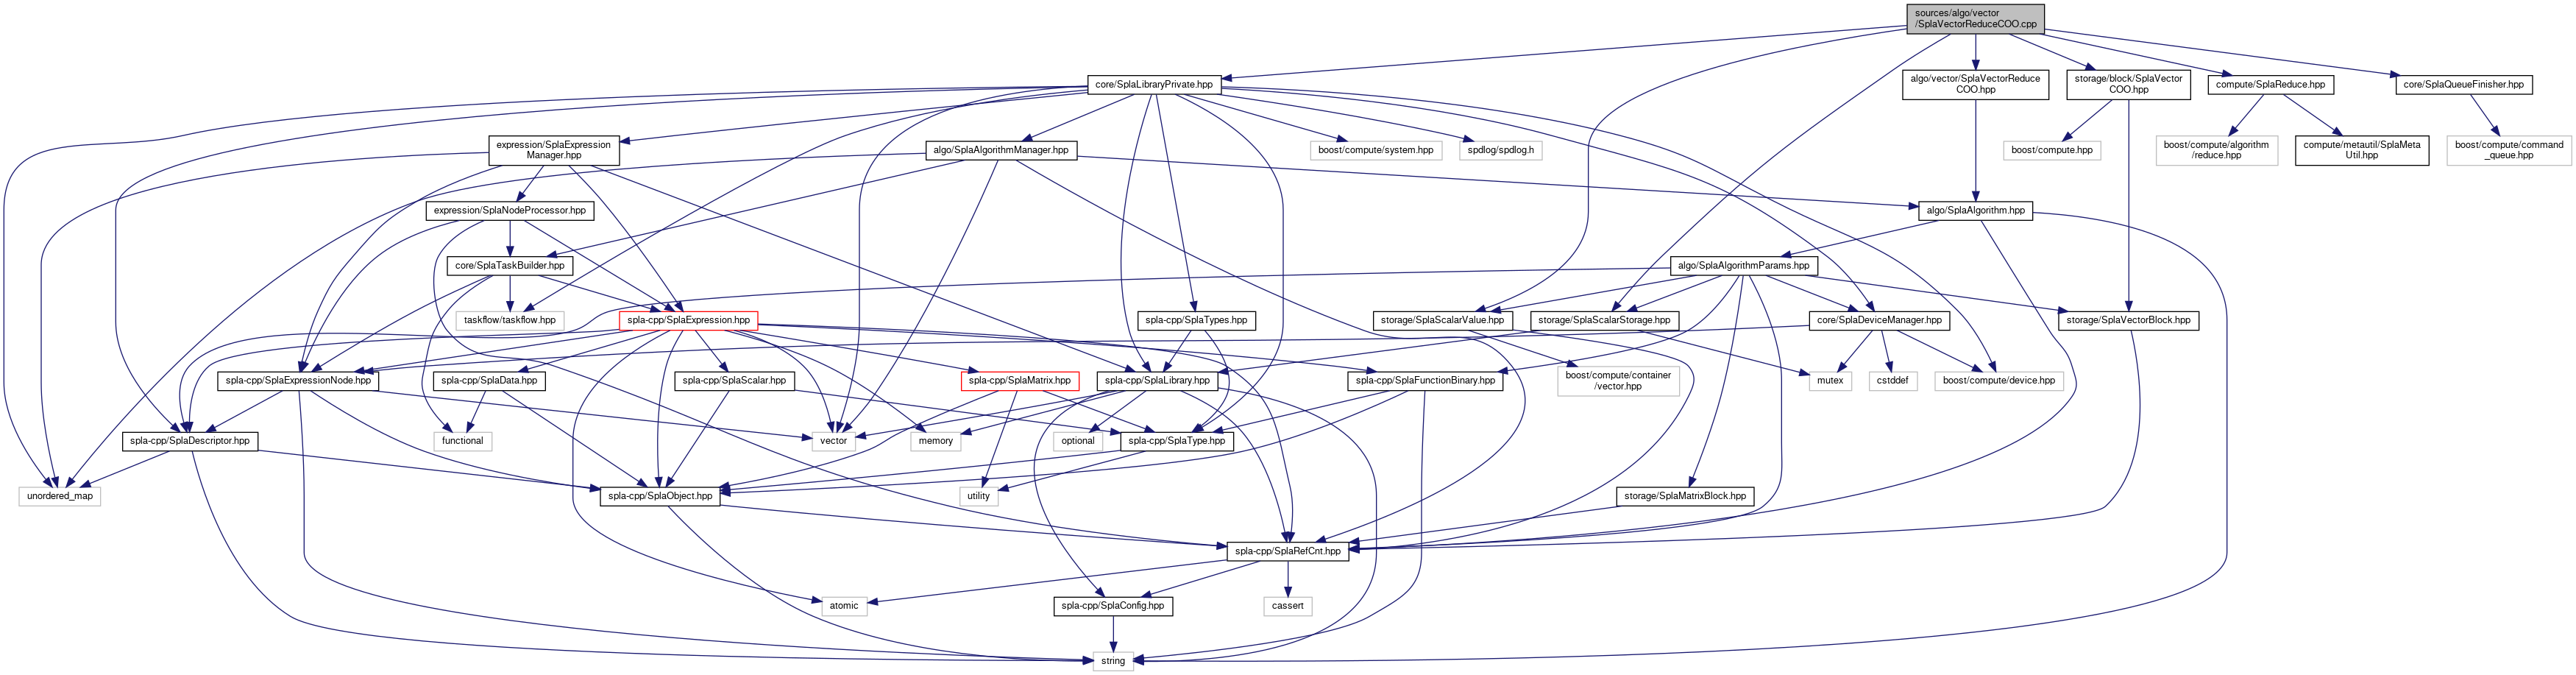 sources/algo/vector
/SplaVectorReduceCOO.cpp
core/SplaLibraryPrivate.hpp
algo/vector/SplaVectorReduce
COO.hpp
storage/block/SplaVector
COO.hpp
compute/SplaReduce.hpp
core/SplaQueueFinisher.hpp
expression/SplaExpression
Manager.hpp
algo/SplaAlgorithmManager.hpp
boost/compute/system.hpp
spdlog/spdlog.h
boost/compute.hpp
boost/compute/algorithm
/reduce.hpp
compute/metautil/SplaMeta
Util.hpp
boost/compute/command
_queue.hpp
expression/SplaNodeProcessor.hpp
algo/SplaAlgorithm.hpp
core/SplaTaskBuilder.hpp
algo/SplaAlgorithmParams.hpp
taskflow/taskflow.hpp
spla-cpp/SplaExpression.hpp
spla-cpp/SplaTypes.hpp
storage/SplaScalarValue.hpp
storage/SplaScalarStorage.hpp
core/SplaDeviceManager.hpp
storage/SplaVectorBlock.hpp
spla-cpp/SplaExpressionNode.hpp
spla-cpp/SplaData.hpp
spla-cpp/SplaScalar.hpp
spla-cpp/SplaMatrix.hpp
spla-cpp/SplaLibrary.hpp
spla-cpp/SplaFunctionBinary.hpp
boost/compute/container
/vector.hpp
mutex
cstddef
boost/compute/device.hpp
spla-cpp/SplaDescriptor.hpp
functional
vector
memory
optional
spla-cpp/SplaType.hpp
unordered_map
spla-cpp/SplaObject.hpp
utility
storage/SplaMatrixBlock.hpp
spla-cpp/SplaRefCnt.hpp
atomic
spla-cpp/SplaConfig.hpp
cassert
string